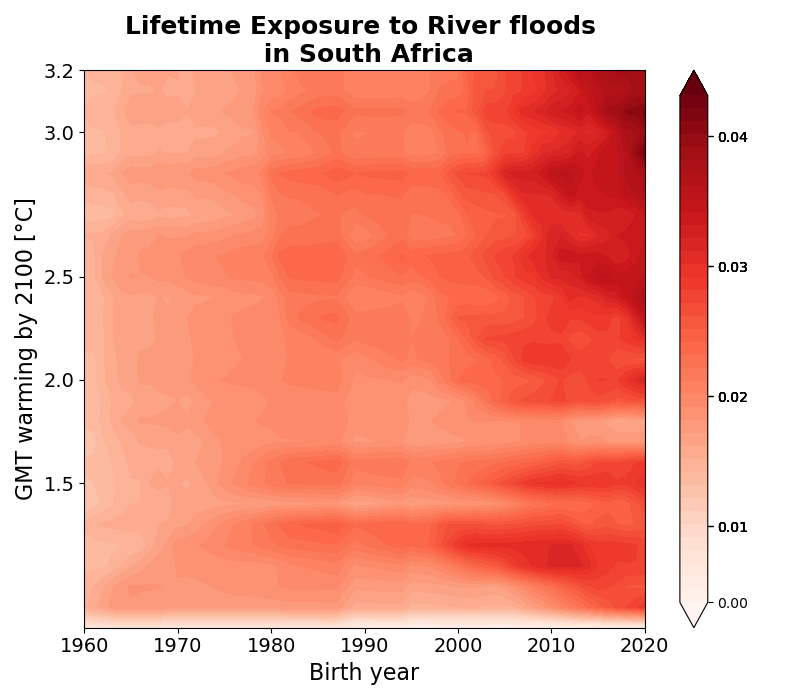 Lifetime Exposure to River floods
in South Africa
GMT warming by 2100 [°C]
3.2
3.0
2.5
2.0
1.5
1960 1970 1980 1990 2000 2010 2020
Birth year
0.04
0.03
0.02
0.01
0.00